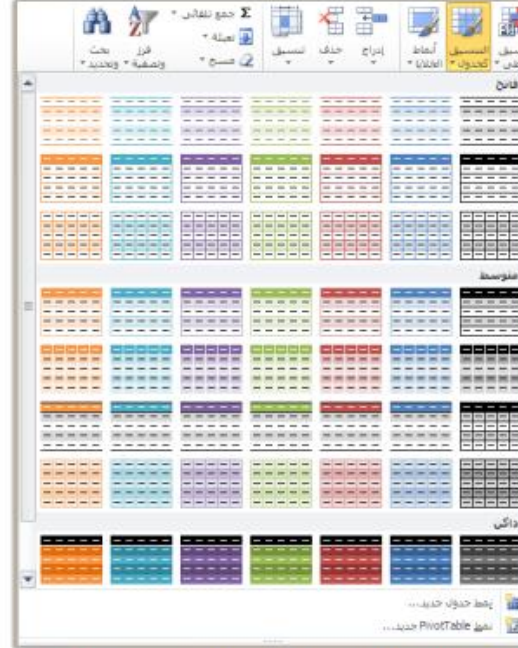 Σ جمع تلقائي
تعبئة
مسح
فرز وتصفية
بحث وتحديد
تنسيق
حذف
إدراج
أنماط الخلايا
التنسيق كجدول
فاتح
متوسط
داكن
نمط جدول جديد...
نمط PivotTable جديد...